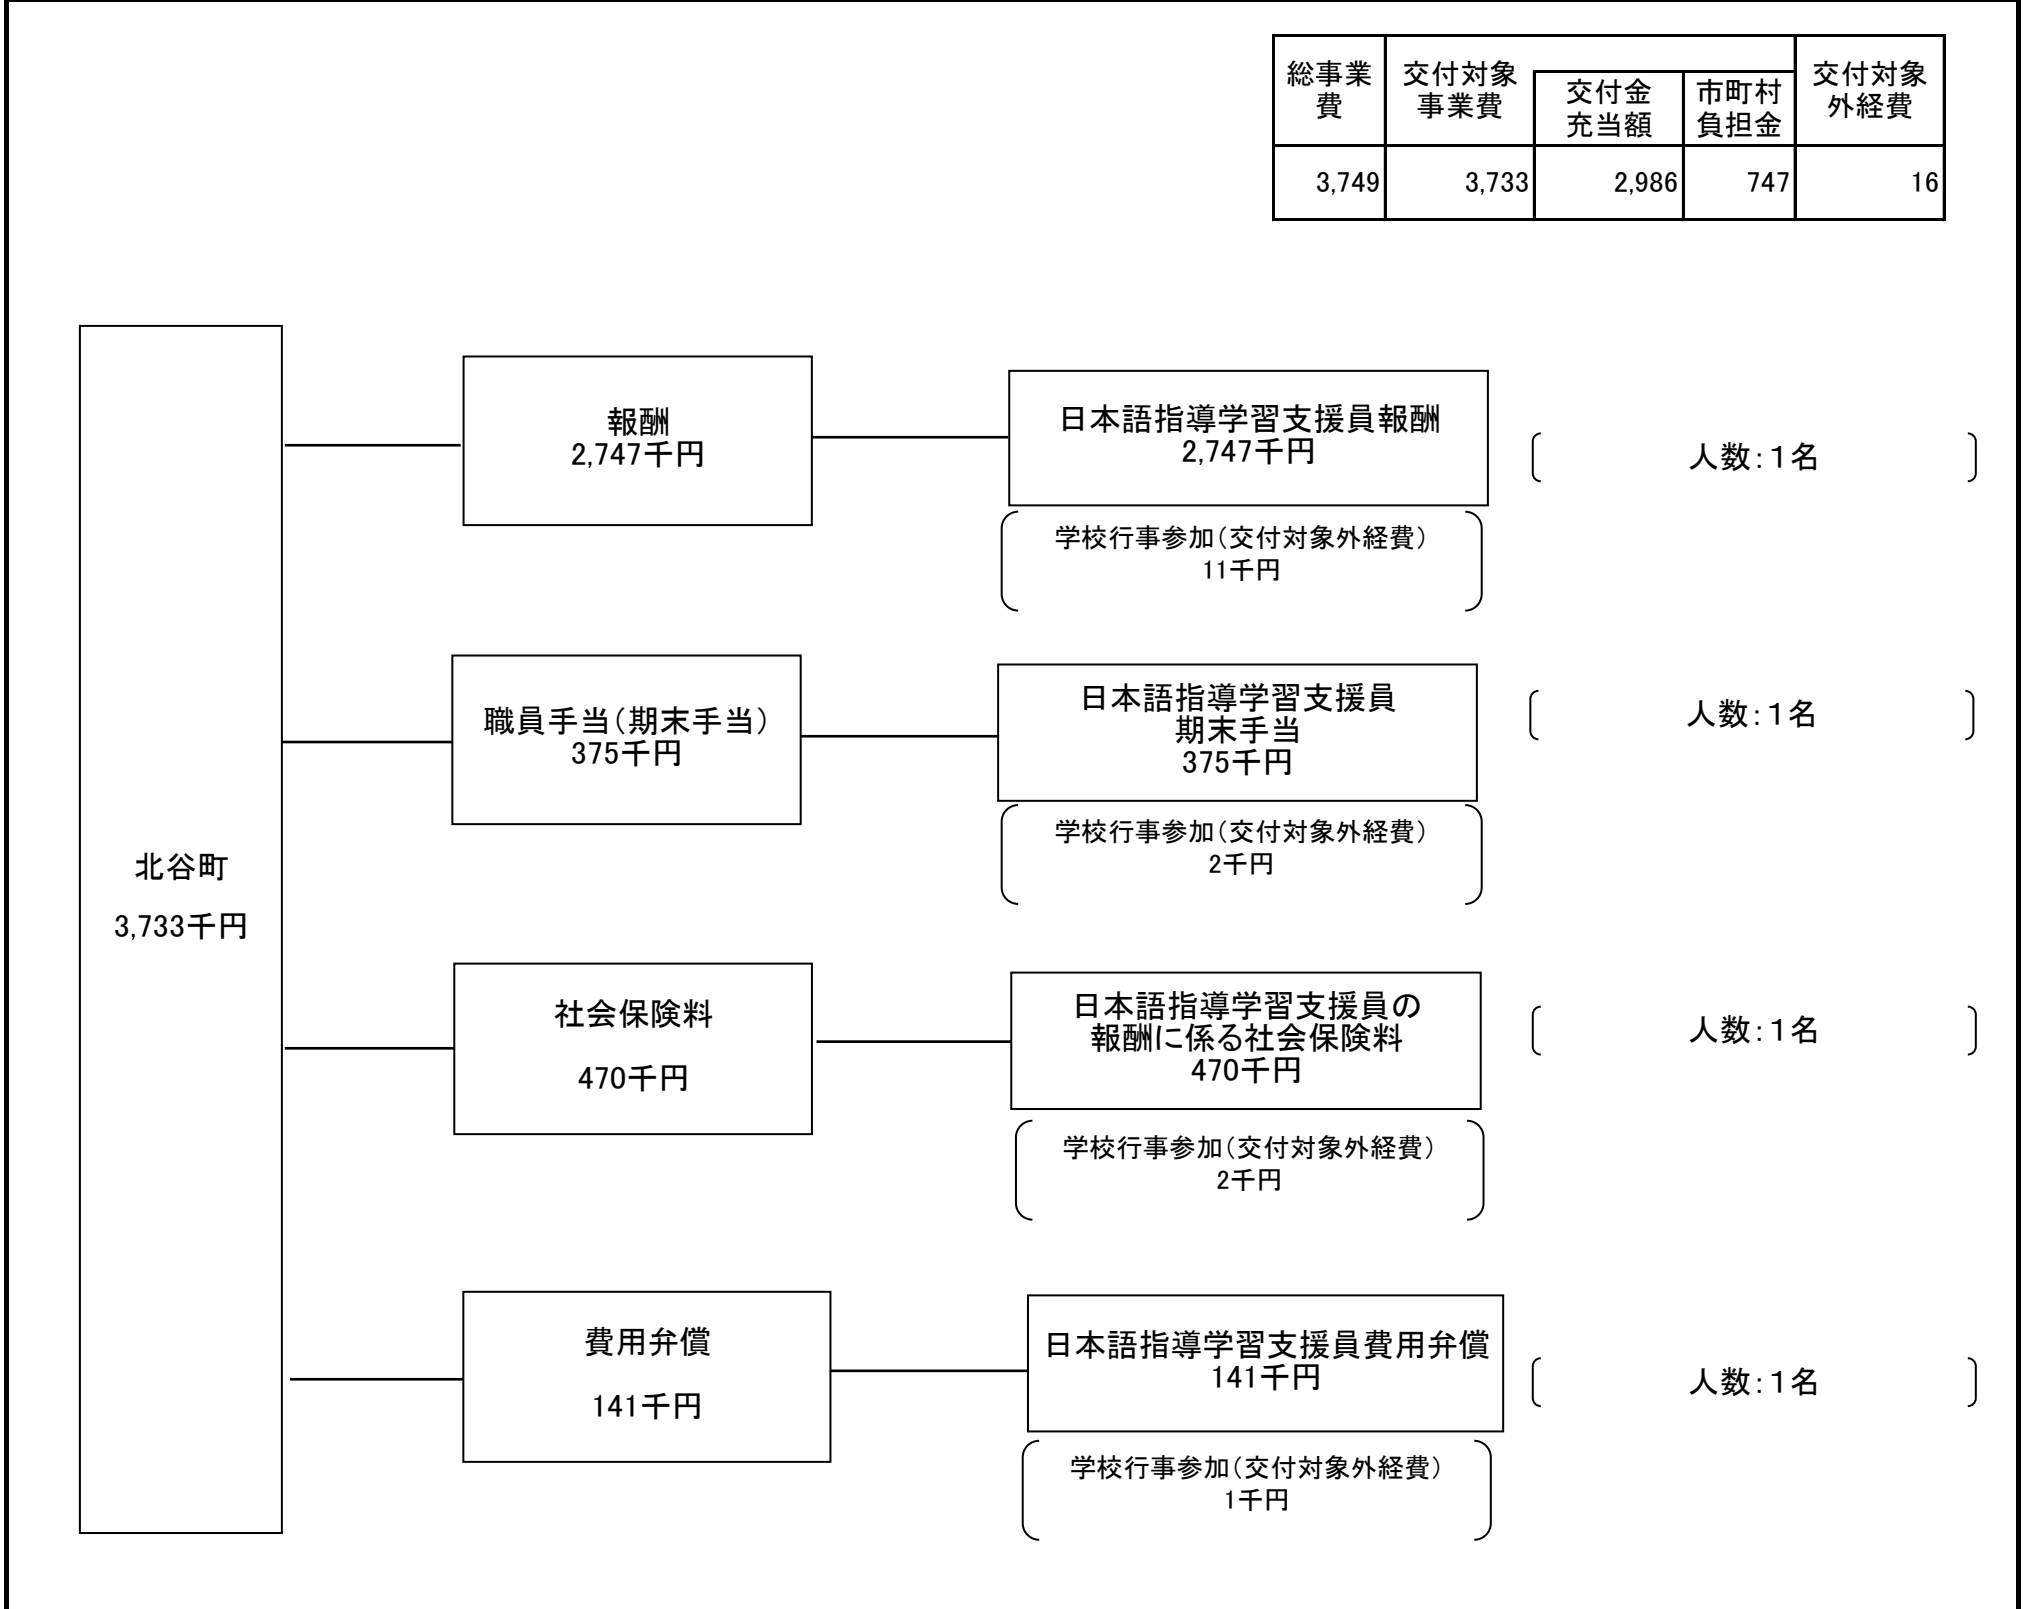 総事業
費
交付対象
事業費
交付金
充当額
市町村
負担金
交付対象
外経費
3,749
3,733
2,986
747
16
北谷町
3,733千円
報酬
2,747千円
日本語指導学習支援員報酬
2,747千円
人数：１名
学校行事参加（交付対象外経費）
11千円
職員手当（期末手当）
375千円
日本語指導学習支援員
期末手当
375千円
人数：１名
学校行事参加（交付対象外経費）
2千円
社会保険料
470千円
日本語指導学習支援員の
報酬に係る社会保険料
470千円
人数：１名
学校行事参加（交付対象外経費）
2千円
費用弁償
141千円
日本語指導学習支援員費用弁償
141千円
人数：１名
学校行事参加（交付対象外経費）
1千円